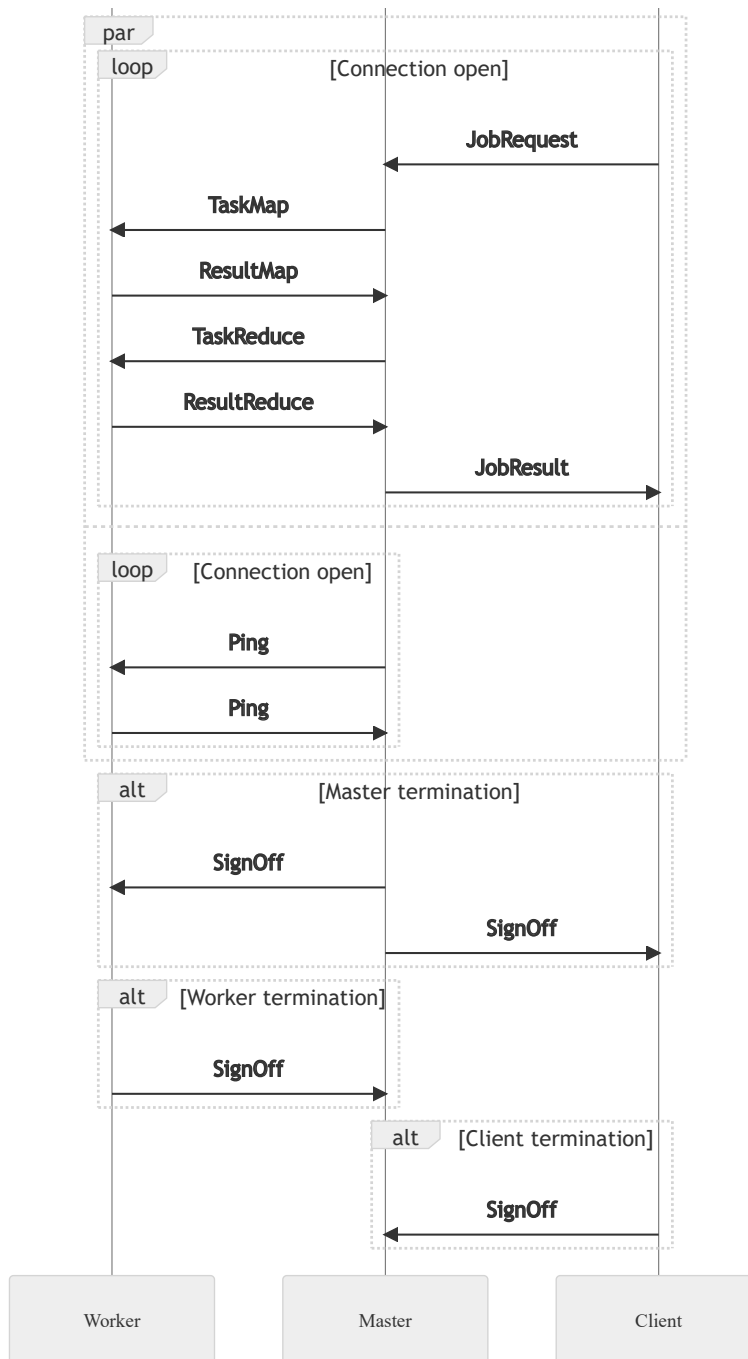 par
loop [Connection open]
JobRequest
TaskMap
ResultMap
TaskReduce
ResultReduce
JobResult
loop [Connection open]
Ping
Ping
alt [Master termination]
SignOff
SignOff
alt [Worker termination]
SignOff
alt [Client termination]
SignOff
Worker Master Client